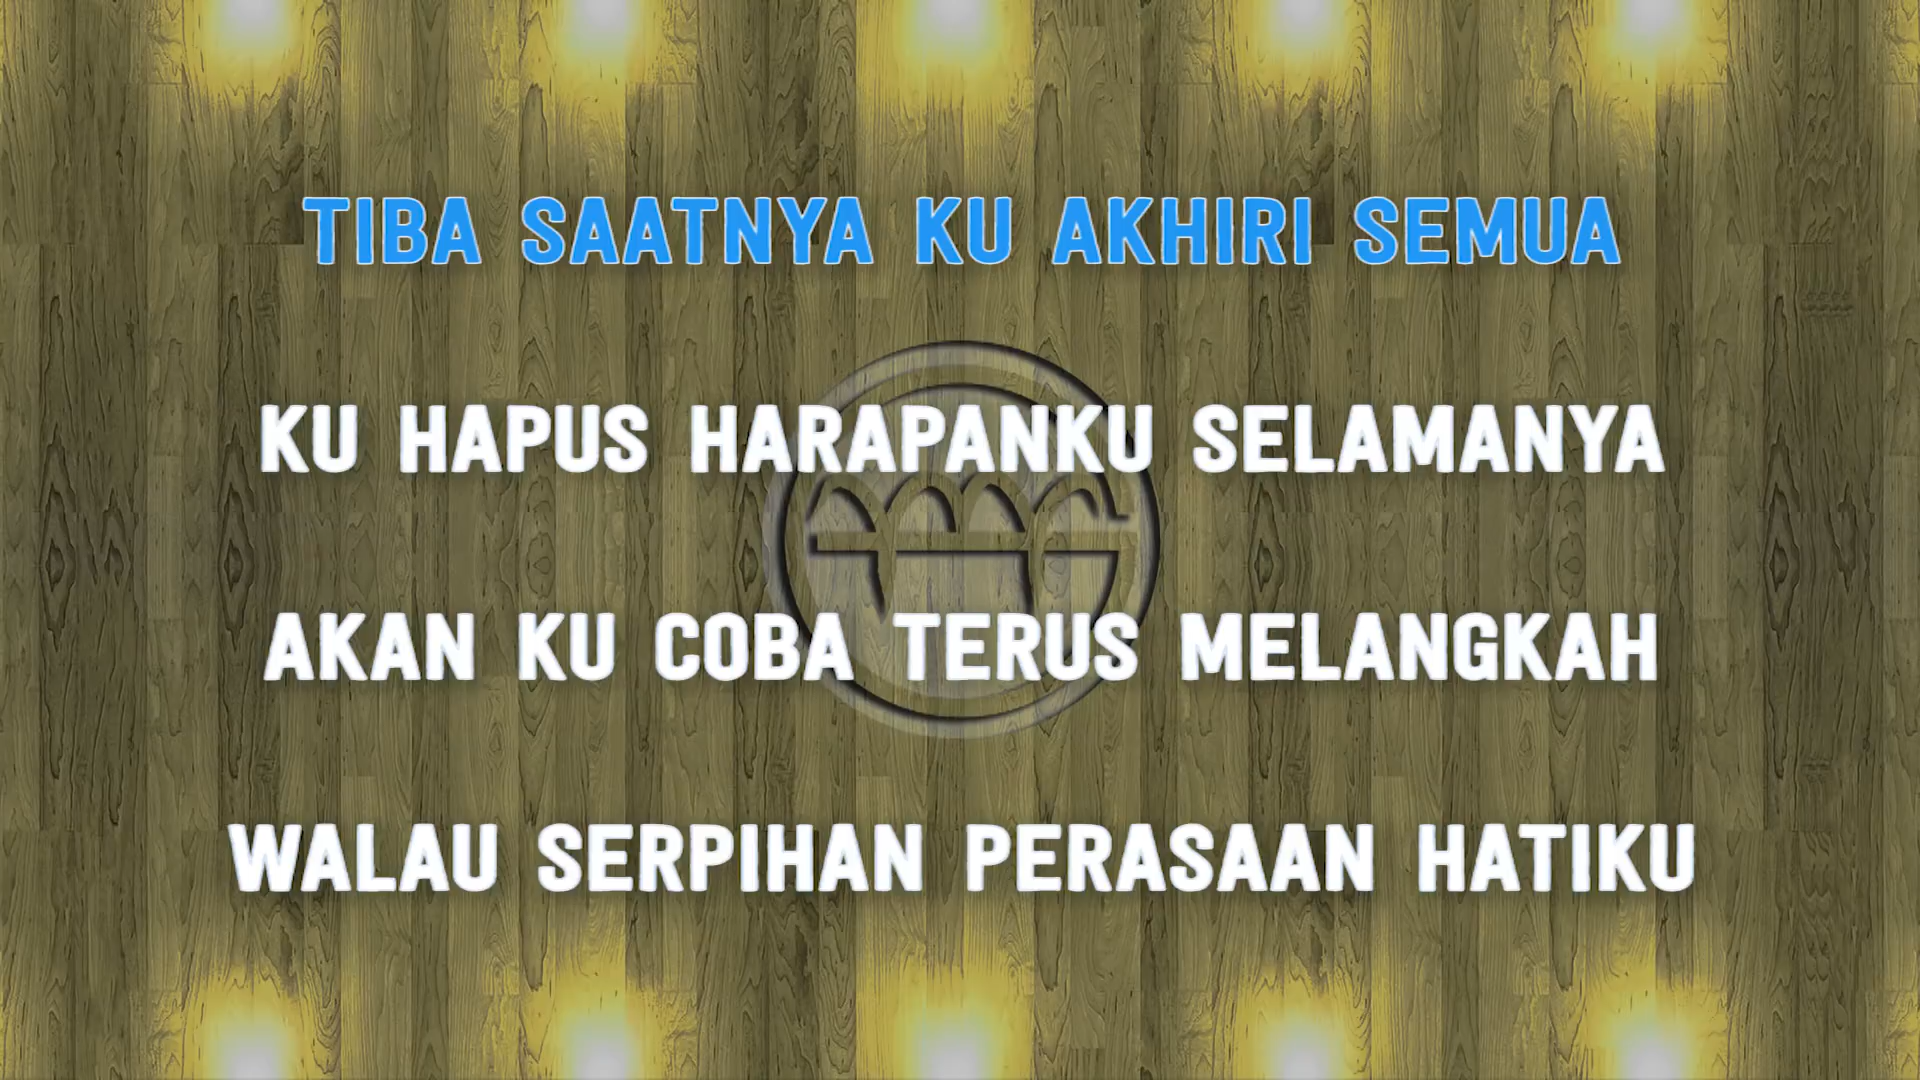 TIBA SAATNYA KU AKHIRI SEMUA
KU HAPUS HARAPANKU SELAMANYA
AKAN KU COBA TERUS MELANGKAH
WALAU SERPIHAN PERASAAN HATIKU